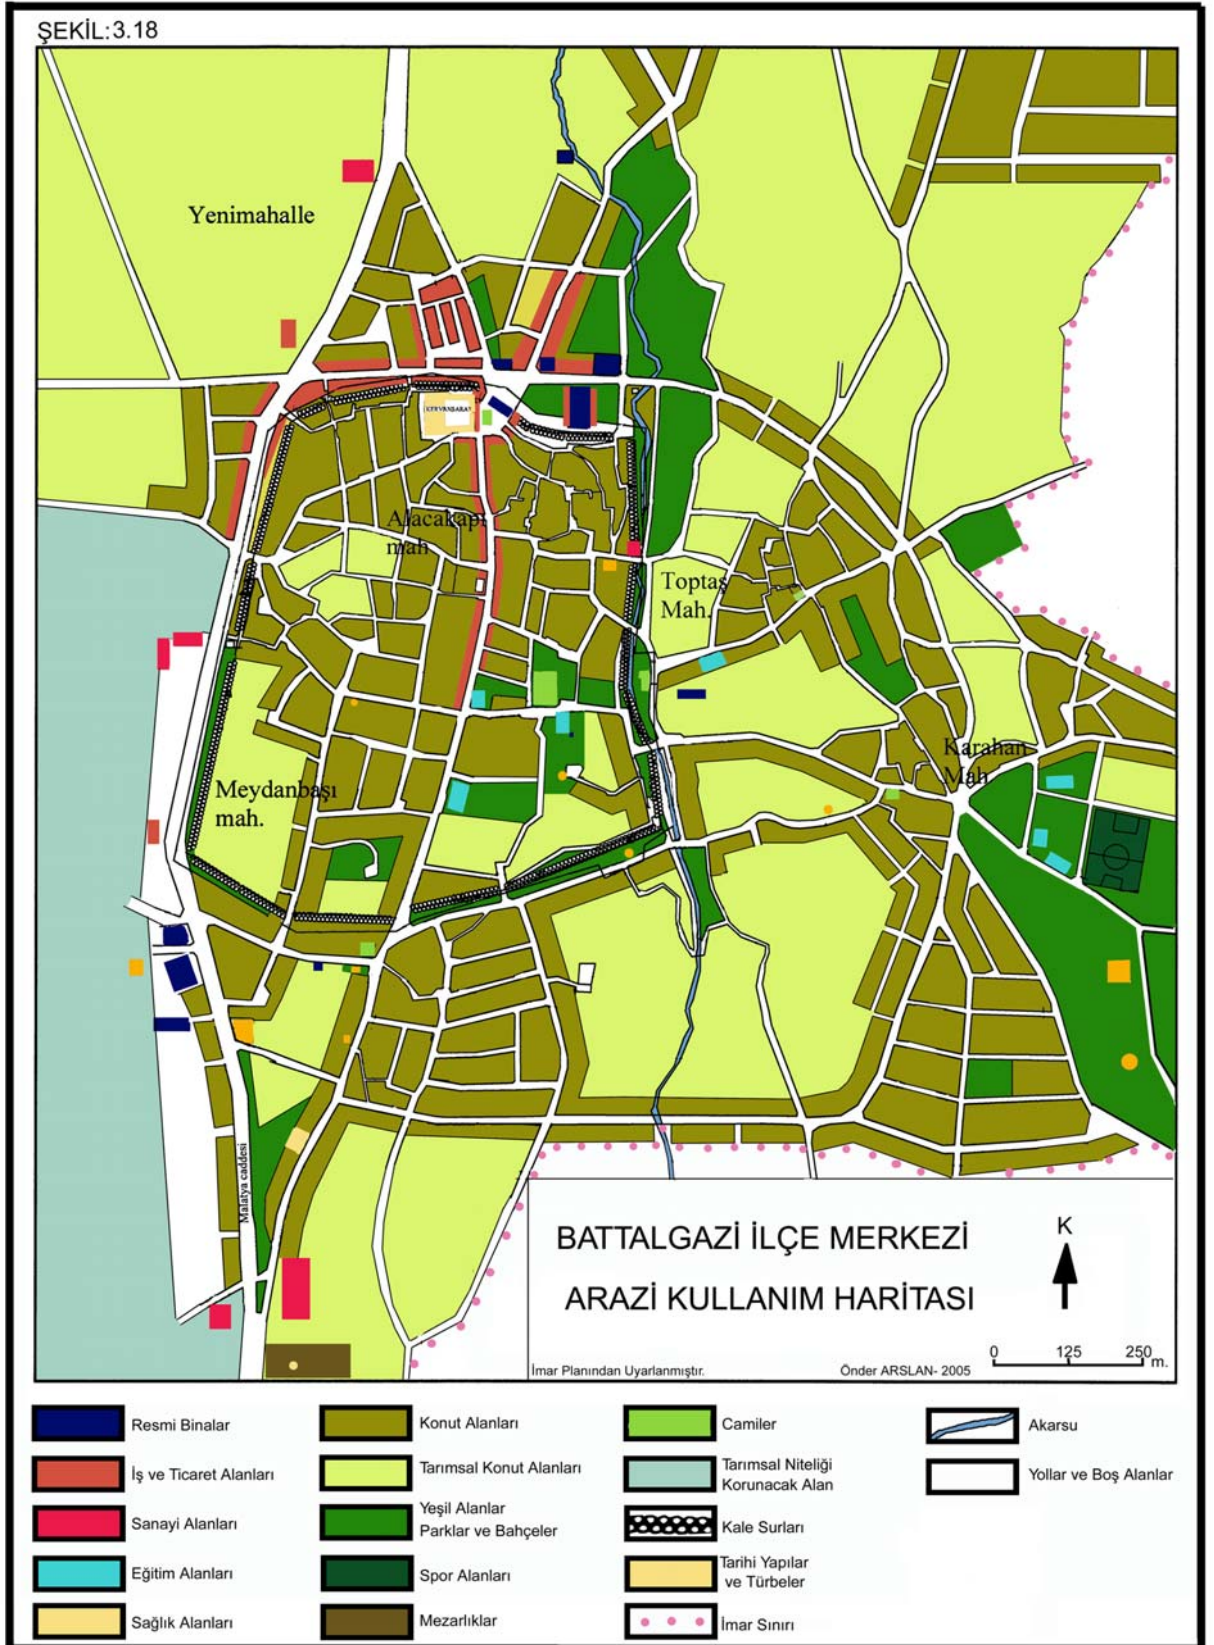 ŞEKİL:3.18
Yenimahalle
KERVANSARAY
Alacakapı
mah
Toptaş
Mah.
Karahan
Mah
Meydanbaşı
mah.
Malatya caddesi
BATTALGAZİ İLÇE MERKEZİ
ARAZİ KULLANIM HARİTASI
K
0 125 250 m.
İmar Planından Uyarlanmıştır.
Önder ARSLAN- 2005
Resmi Binalar
İş ve Ticaret Alanları
Sanayi Alanları
Eğitim Alanları
Sağlık Alanları
Konut Alanları
Tarımsal Konut Alanları
Yeşil Alanlar
Parklar ve Bahçeler
Spor Alanları
Mezarlıklar
Camiler
Tarımsal Niteliği
Korunacak Alan
Kale Surları
Tarihi Yapılar
ve Türbeler
İmar Sınırı
Akarsu
Yollar ve Boş Alanlar